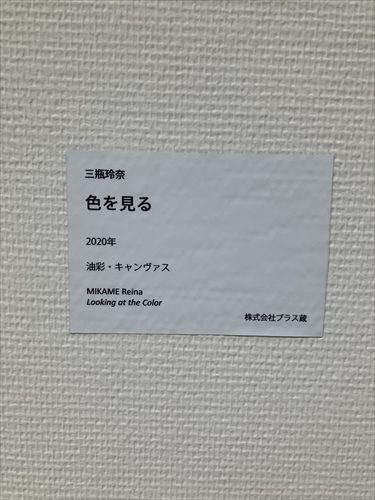 三瓶玲奈
色を見る
2020年
油彩・キャンヴァス
MIKAME Reina
Looking at the Color
株式会社プラス蔵